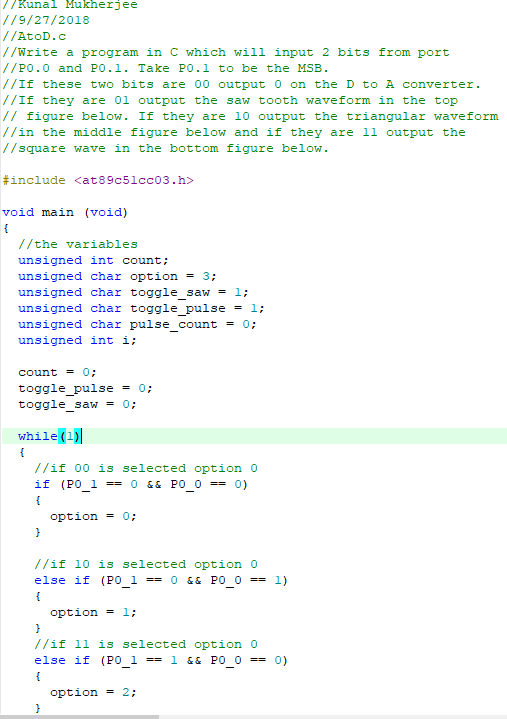 //Kunal Mukherjee
//9/27/2018
//AtoD.c
//Write a program in C which will input 2 bits from port
//P0.0 and P0.1. Take P0.1 to be the MSB.
//If these two bits are 00 output 0 on the D to A converter.
//If they are 01 output the saw tooth waveform in the top
// figure below. If they are 10 output the triangular waveform
//in the middle figure below and if they are 11 output the
//square wave in the bottom figure below.

#include <at89c51cc03.h>

void main (void)
{
  //the variables
  unsigned int count;
  unsigned char option = 3;
  unsigned char toggle_saw = 1;
  unsigned char toggle_pulse = 1;
  unsigned char pulse_count = 0;
  unsigned int i;

  count = 0;
  toggle_pulse = 0;
  toggle_saw = 0;

  while(1)
  {
    //if 00 is selected option 0
    if (P0_1 == 0 && P0_0 == 0)
    {
      option = 0;
    }

    //if 10 is selected option 0
    else if (P0_1 == 0 && P0_0 == 1)
    {
      option = 1;
    }
    //if 11 is selected option 0
    else if (P0_1 == 1 && P0_0 == 0)
    {
      option = 2;
    }